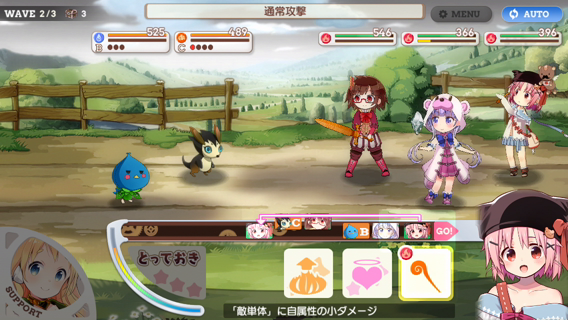 WAVE 2/3 3
通常攻撃
MENU
AUTO
525
B
489
C
546
366
396
C
B
GO!
とっておき
SUPPORT
「敵単体」に自属性の小ダメージ